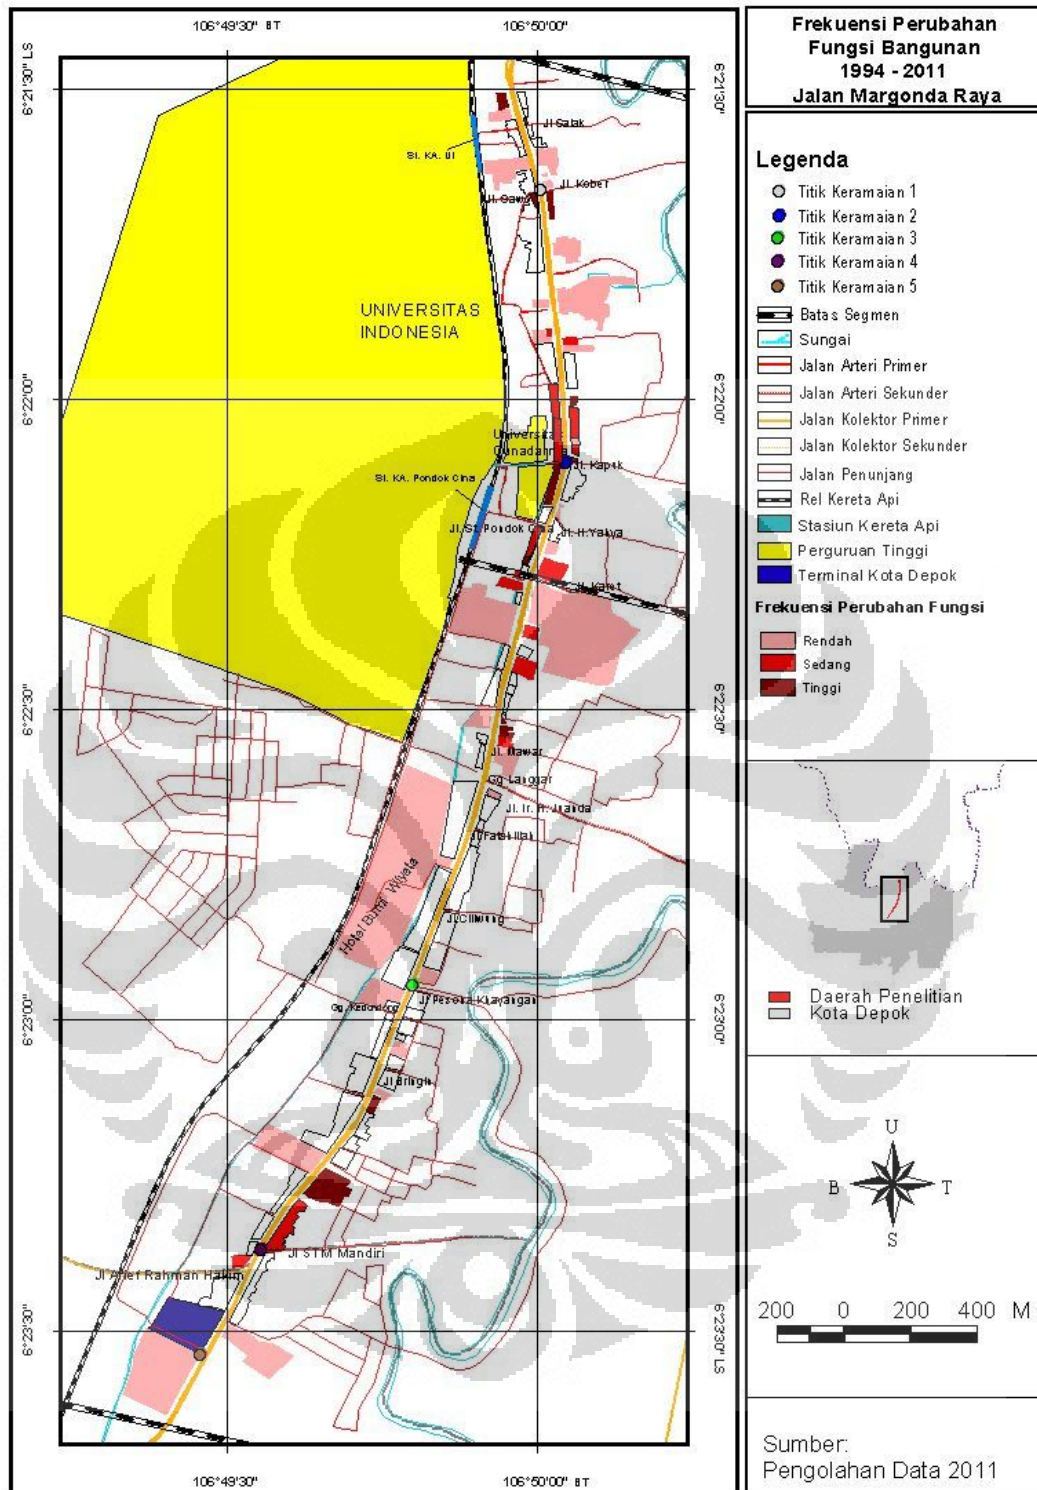 Frekuensi Perubahan
Fungsi Bangunan
1994 - 2011
Jalan Margonda Raya
Legenda
Titik Keramaian 1
Titik Keramaian 2
Titik Keramaian 3
Titik Keramaian 4
Titik Keramaian 5
Batas Segmen
Sungai
Jalan Arteri Primer
Jalan Arteri Sekunder
Jalan Kolektor Primer
Jalan Kolektor Sekunder
Jalan Penunjang
Rel Kereta Api
Stasiun Kereta Api
Perguruan Tinggi
Terminal Kota Depok
Frekuensi Perubahan Fungsi
Rendah
Sedang
Tinggi
Daerah Penelitian
Kota Depok
U
B T
S
200 0 200 400 M
Sumber:
Pengolahan Data 2011
106°49'30" BT
106°50'00" BT
6°21'30" LS
6°21'30"
Jl Salak
St. KA. UI
Jl. Kober
Jl. Sawo
UNIVERSITAS
INDONESIA
6°22'00"
6°22'00"
Universitas
Gunadarma
Jl. Kapuk
St. KA. Pondok Cina
Jl. St. Pondok Cina
Jl. H. Yahya
Jl. Karet
6°22'30"
6°22'30"
Jl. Mawar
Gg Langgar
Jl. Ir. H. Juanda
Jl Fatahillah
Hotel Bumi Wiyata
Jl. Ciliwung
Jl Pesona Khayangan
Gg. Kedondong
6°23'00"
6°23'00"
Jl Bringin
Jl STM Mandiri
Jl Arief Rahman Hakim
6°23'30"
6°23'30" LS
106°49'30"
106°50'00" BT